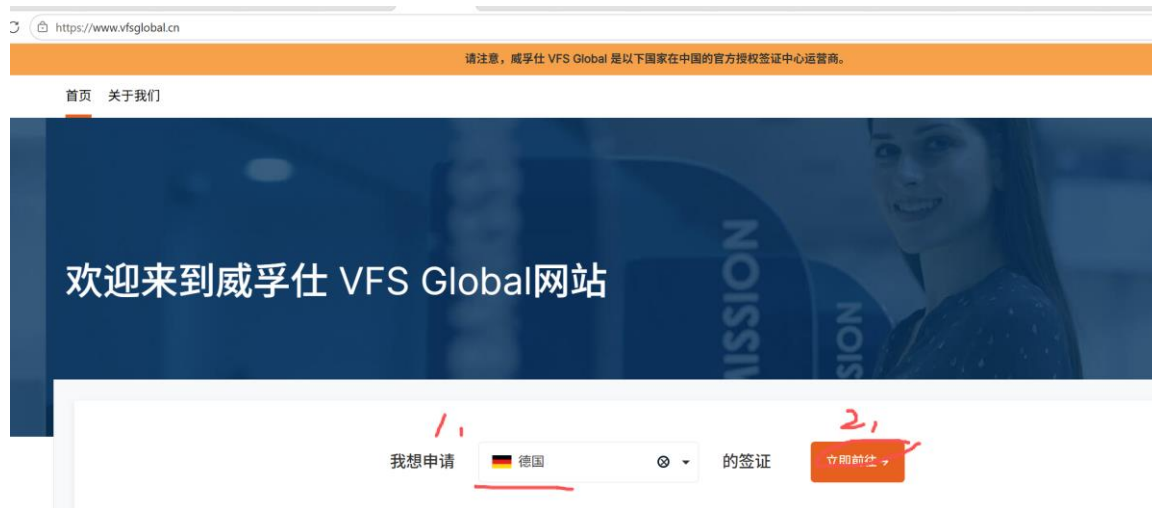 https://www.vfsglobal.cn
请注意，威孚仕 VFS Global 是以下国家在中国的官方授权签证中心运营商。
首页 关于我们
欢迎来到威孚仕 VFS Global网站
MISSION
SSION
1、
2,
我想申请 德国 的签证 立即前往→